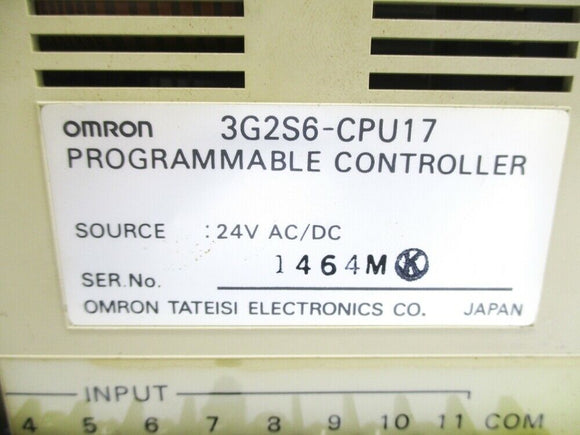 OMRON 3G2S6-CPU17
PROGRAMMABLE CONTROLLER
SOURCE : 24V AC/DC
SER.No. 1464M K
OMRON TATEISI ELECTRONICS CO. JAPAN
INPUT
4 5 6 7 8 9 10 11 COM